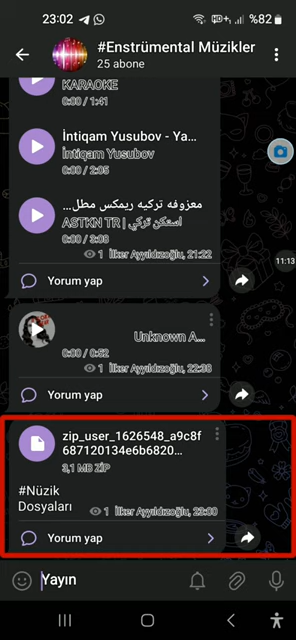 23:02
%82
#Enstrümental Müzikler
25 abone
KARAOKE
0:00 / 1:41
İntiqam Yusubov - Ya...
İntiqam Yusubov
0:00 / 2:05
معزوفه تركيه ريمكس مطل...
ASTKN TR | استكن تركي
0:00 / 3:08
1 İlker Ayyıldızoğlu, 21:22
Yorum yap
11:13
Unknown A...
0:00 / 0:52
1 İlker Ayyıldızoğlu, 22:38
Yorum yap
zip_user_1626548_a9c8f
687120134e6b6820...
3,1 MB ZİP
#Nüzik
Dosyaları
1 İlker Ayyıldızoğlu, 23:00
Yorum yap
Yayın